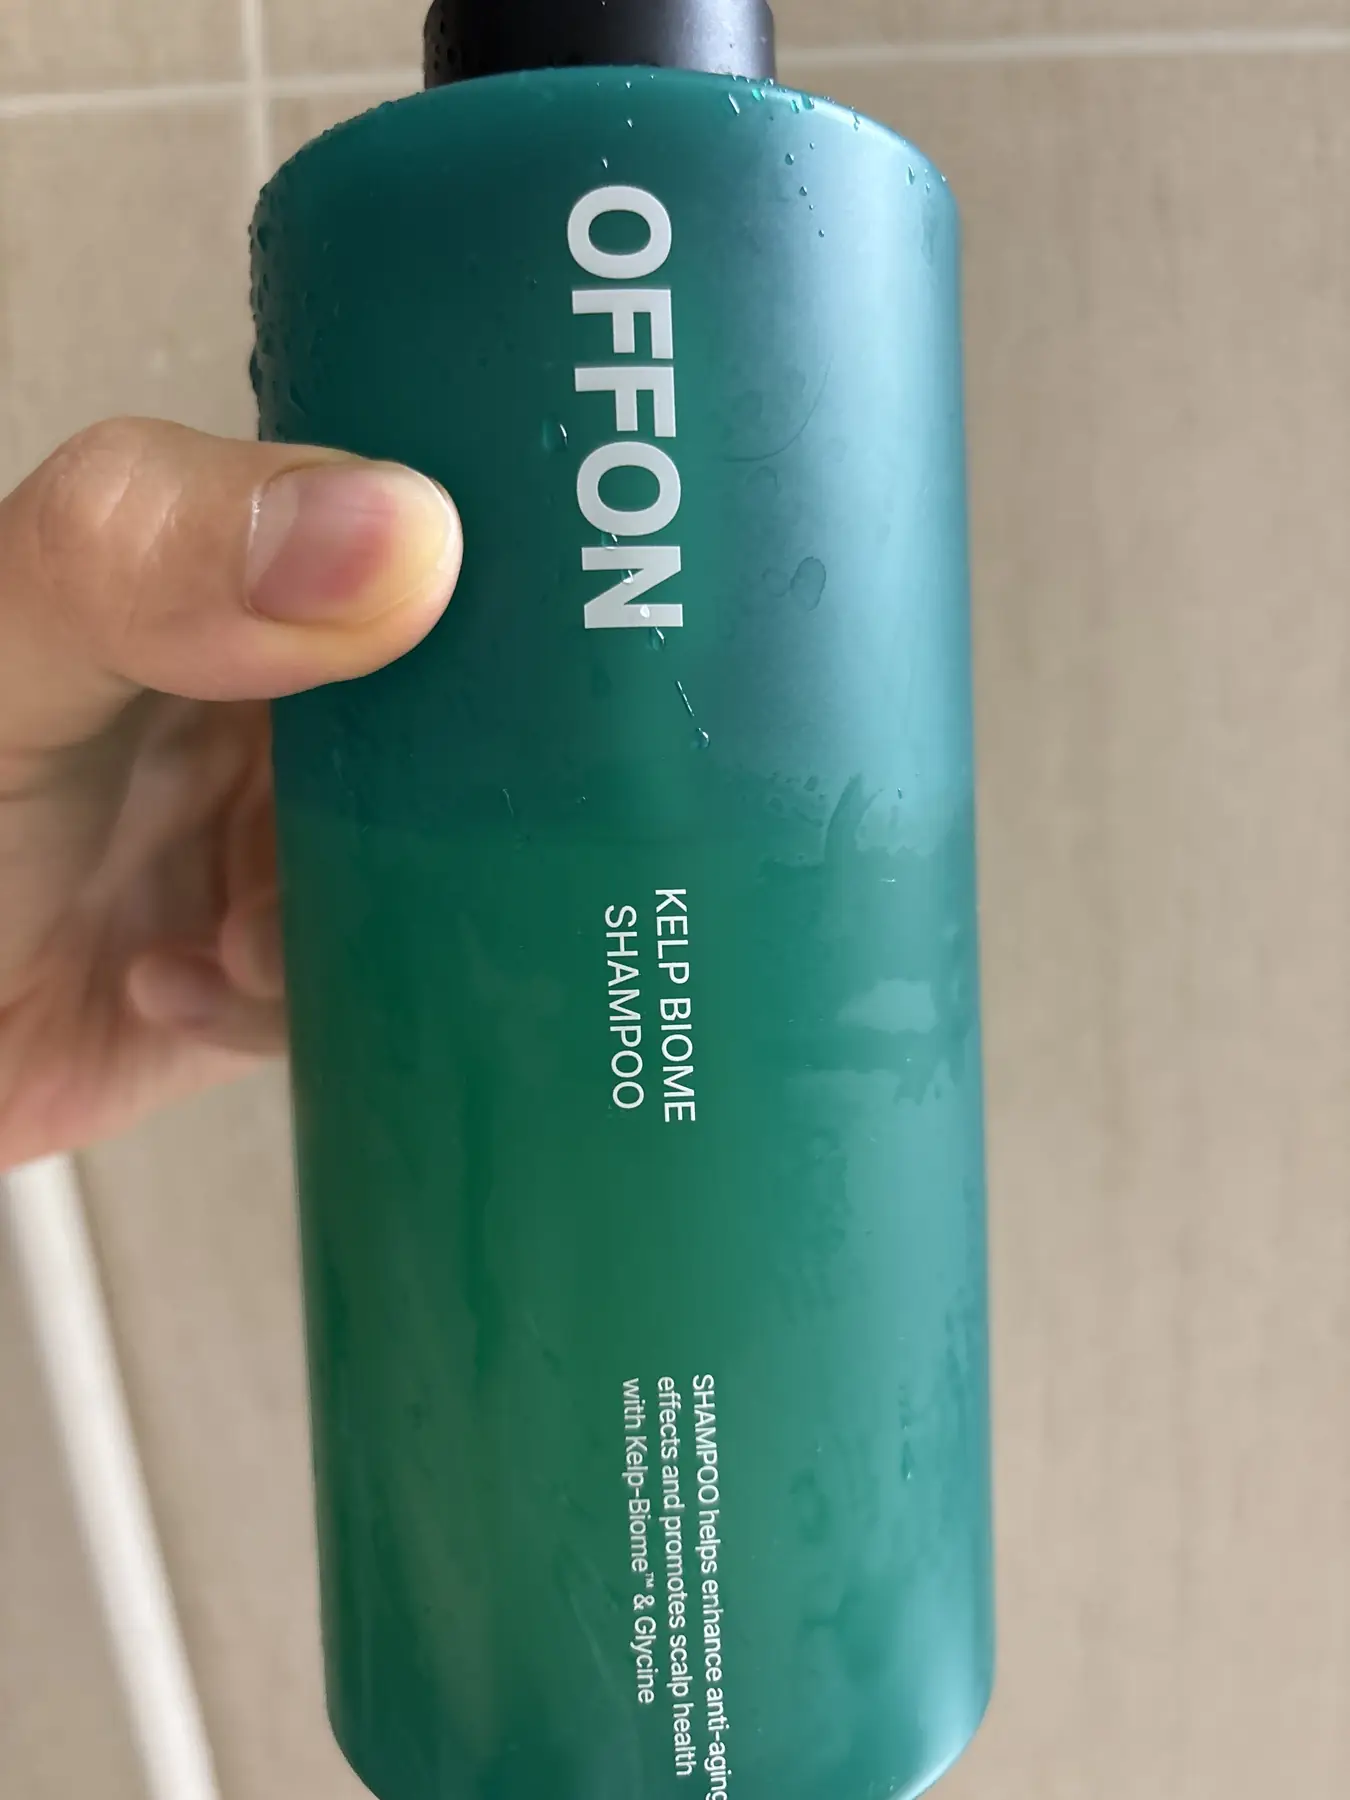 OFFON
KELP BIOME
SHAMPOO
SHAMPOO helps enhance anti-aging
effects and promotes scalp health
with Kelp-Biome™ & Glycine